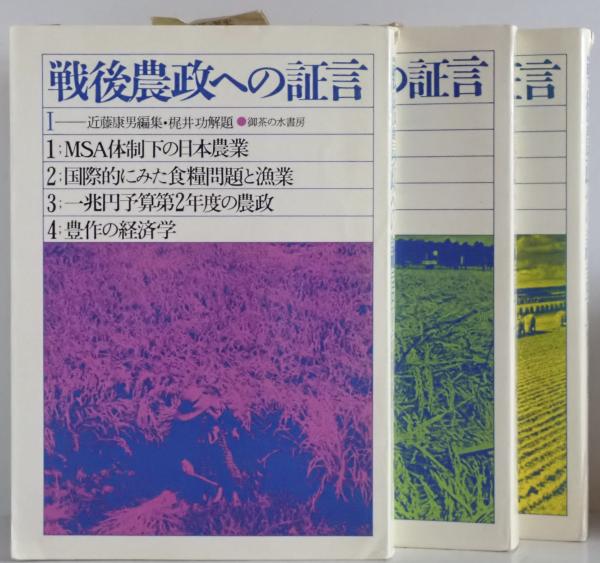 戦後農政への証言
I——近藤康男編集・梶井功解題●御茶の水書房
1;MSA体制下の日本農業
2;国際的にみた食糧問題と漁業
3;一兆円予算第2年度の農政
4;豊作の経済学
の証言
証言